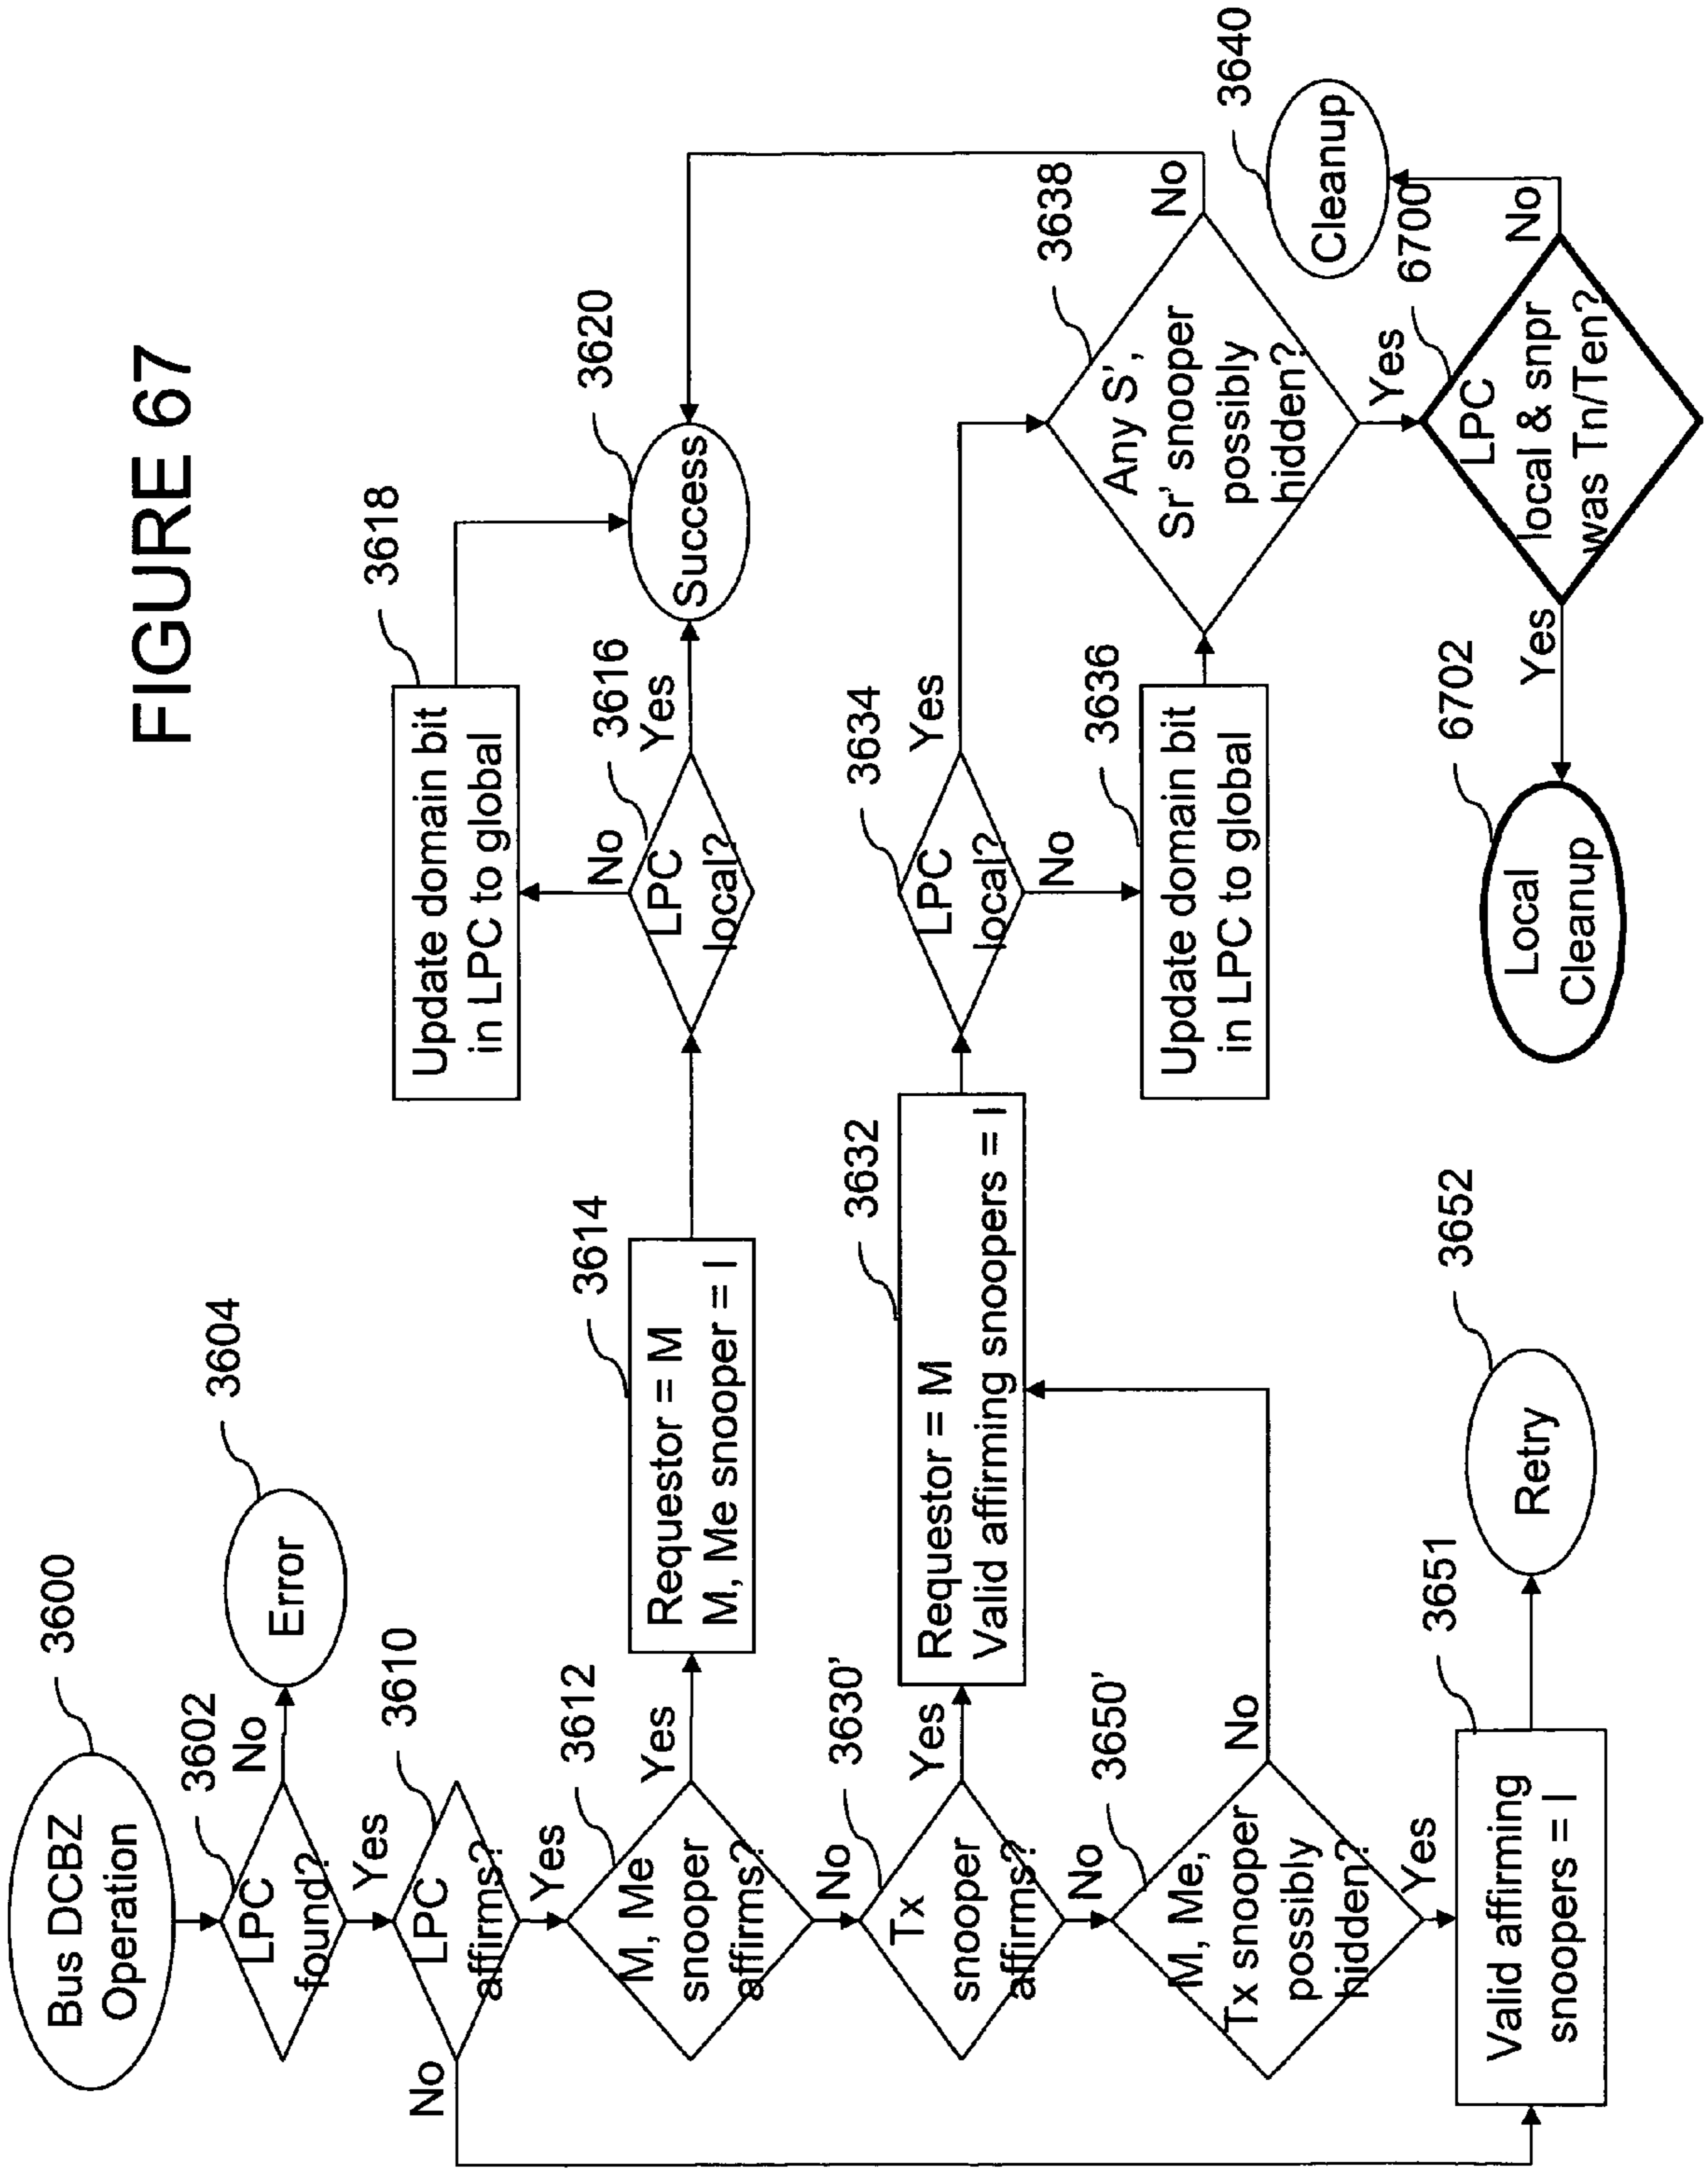 FIGURE 67
3600
Bus DCBZ
Operation
3602
LPC
found?
No
3604
Error
Yes
3610
LPC
affirms?
No
Yes
3612
M, Me
snooper
affirms?
Yes
3614
Requestor = M
M, Me snooper = I
3616
LPC
local?
No
Yes
3618
Update domain bit
in LPC to global
3620
Success
No
3630'
Tx
snooper
affirms?
Yes
3632
Requestor = M
Valid affirming snoopers = I
3634
LPC
local?
Yes
No
3636
Update domain bit
in LPC to global
3638
Any S',
Sr' snooper
possibly
hidden?
No
Yes
3640
Cleanup
6700
LPC
local & snpr
was Tn/Ten?
No
Yes
6702
Local
Cleanup
No
3650'
M, Me,
Tx snooper
possibly
hidden?
No
Yes
3651
Valid affirming
snoopers = I
3652
Retry